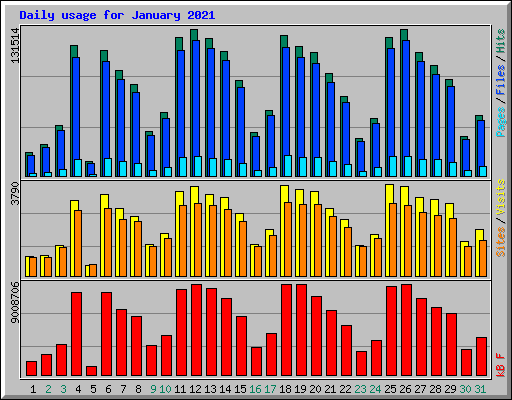 Daily usage for January 2021
131514
Pages / Files / Hits
3790
Sites / Visits
9008706
kB F
1 2 3 4 5 6 7 8 9 10 11 12 13 14 15 16 17 18 19 20 21 22 23 24 25 26 27 28 29 30 31